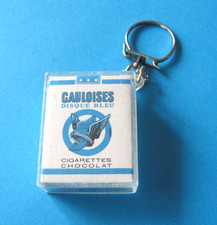 GAULOISES
DISQUE BLEU
CIGARETTES
CHOCOLAT